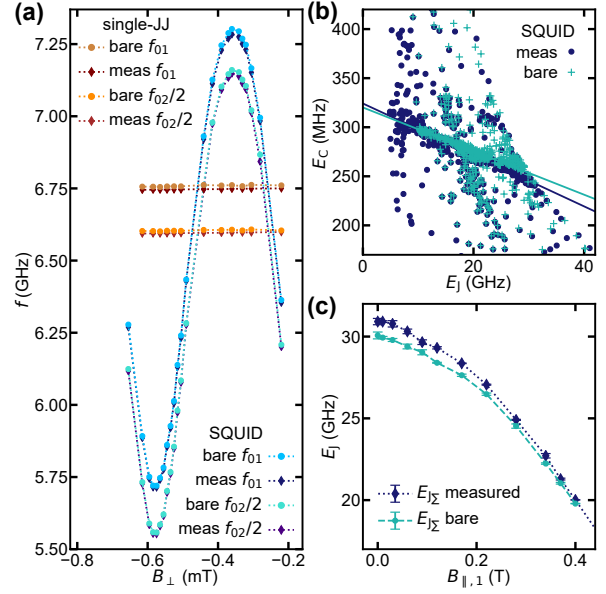 (a)
single-JJ
bare f01
meas f01
bare f02/2
meas f02/2
7.25
7.00
6.75
6.50
6.25
6.00
5.75
5.50
f (GHz)
SQUID
bare f01
meas f01
bare f02/2
meas f02/2
−0.8
−0.6
−0.4
−0.2
B⊥ (mT)
(b)
SQUID
meas
bare
400
350
300
250
200
EC (MHz)
0
20
40
EJ (GHz)
(c)
30
20
EJ (GHz)
EJΣ measured
EJΣ bare
0.0
0.2
0.4
B∥,1 (T)